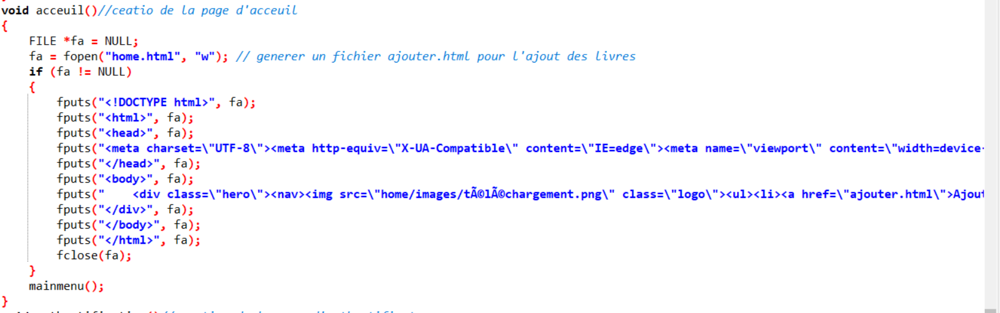 void acceuil()//ceatio de la page d'acceuil
{
    FILE *fa = NULL;
    fa = fopen("home.html", "w"); // generer un fichier ajouter.html pour l'ajout des livres
    if (fa != NULL)
    {
        fputs("<!DOCTYPE html>", fa);
        fputs("<html>", fa);
        fputs("<head>", fa);
        fputs("<meta charset=\"UTF-8\"><meta http-equiv=\"X-UA-Compatible\" content=\"IE=edge\"><meta name=\"viewport\" content=\"width=device-
        fputs("</head>", fa);
        fputs("<body>", fa);
        fputs("    <div class=\"hero\"><nav><img src=\"home/images/tÃ©lÃ©chargement.png\" class=\"logo\"><ul><li><a href=\"ajouter.html\">Ajout
        fputs("</div>", fa);
        fputs("</body>", fa);
        fputs("</html>", fa);
        fclose(fa);
    }
    mainmenu();
}